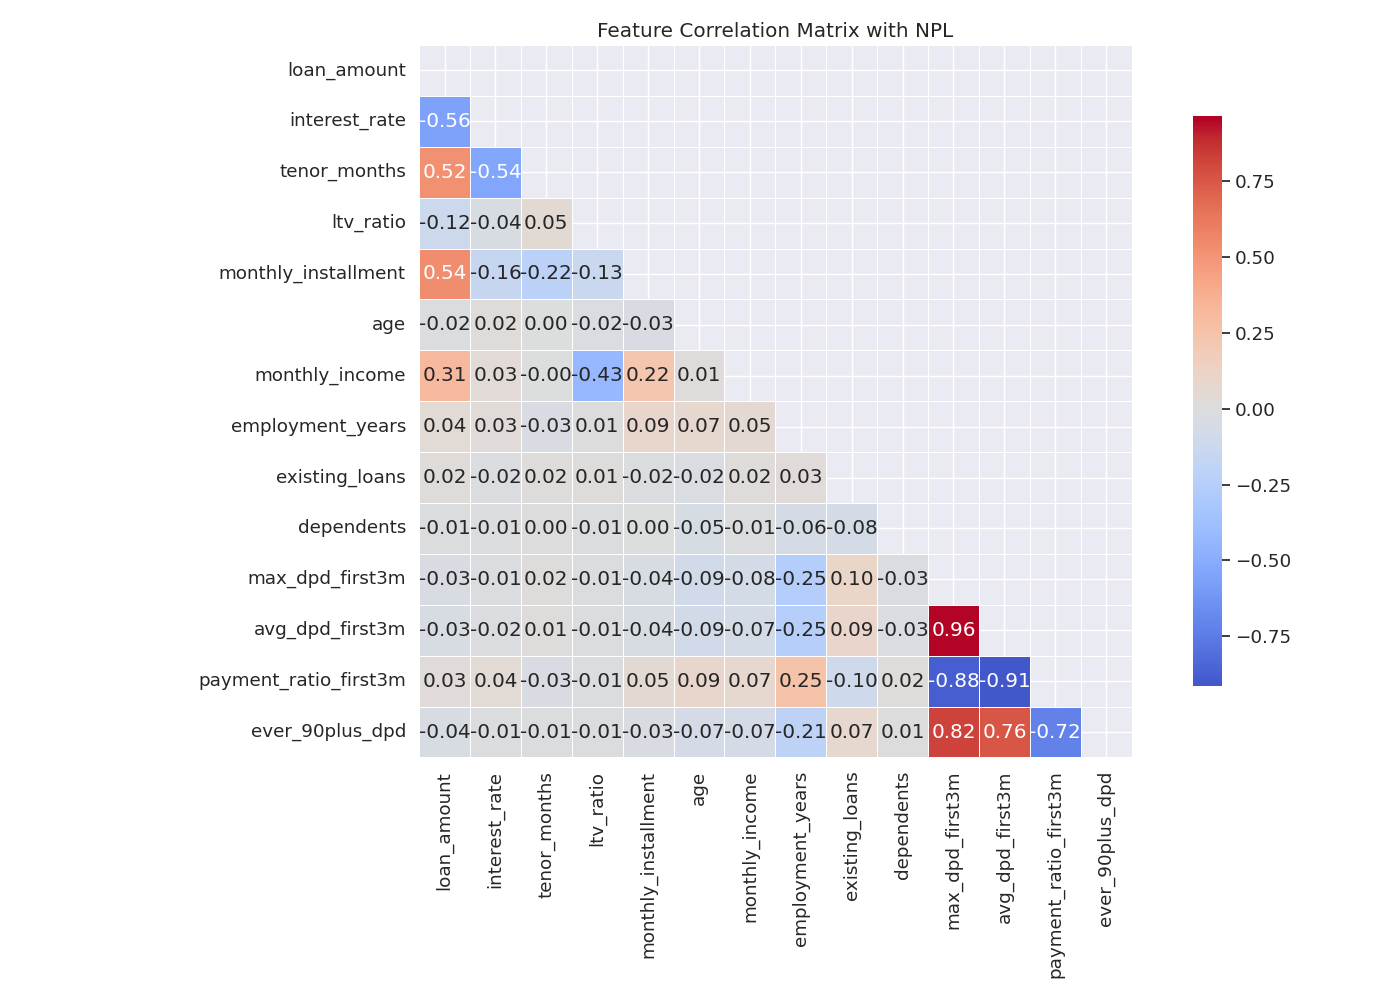 Feature Correlation Matrix with NPL
loan_amount
interest_rate -0.56
tenor_months 0.52 -0.54
ltv_ratio -0.12 -0.04 0.05
monthly_installment 0.54 -0.16 -0.22 -0.13
age -0.02 0.02 0.00 -0.02 -0.03
monthly_income 0.31 0.03 -0.00 -0.43 0.22 0.01
employment_years 0.04 0.03 -0.03 0.01 0.09 0.07 0.05
existing_loans 0.02 -0.02 0.02 0.01 -0.02 -0.02 0.02 0.03
dependents -0.01 -0.01 0.00 -0.01 0.00 -0.05 -0.01 -0.06 -0.08
max_dpd_first3m -0.03 -0.01 0.02 -0.01 -0.04 -0.09 -0.08 -0.25 0.10 -0.03
avg_dpd_first3m -0.03 -0.02 0.01 -0.01 -0.04 -0.09 -0.07 -0.25 0.09 -0.03 0.96
payment_ratio_first3m 0.03 0.04 -0.03 -0.01 0.05 0.09 0.07 0.25 -0.10 0.02 -0.88 -0.91
ever_90plus_dpd -0.04 -0.01 -0.01 -0.01 -0.03 -0.07 -0.07 -0.21 0.07 0.01 0.82 0.76 -0.72
loan_amount
interest_rate
tenor_months
ltv_ratio
monthly_installment
age
monthly_income
employment_years
existing_loans
dependents
max_dpd_first3m
avg_dpd_first3m
payment_ratio_first3m
ever_90plus_dpd
0.75
0.50
0.25
0.00
−0.25
−0.50
−0.75